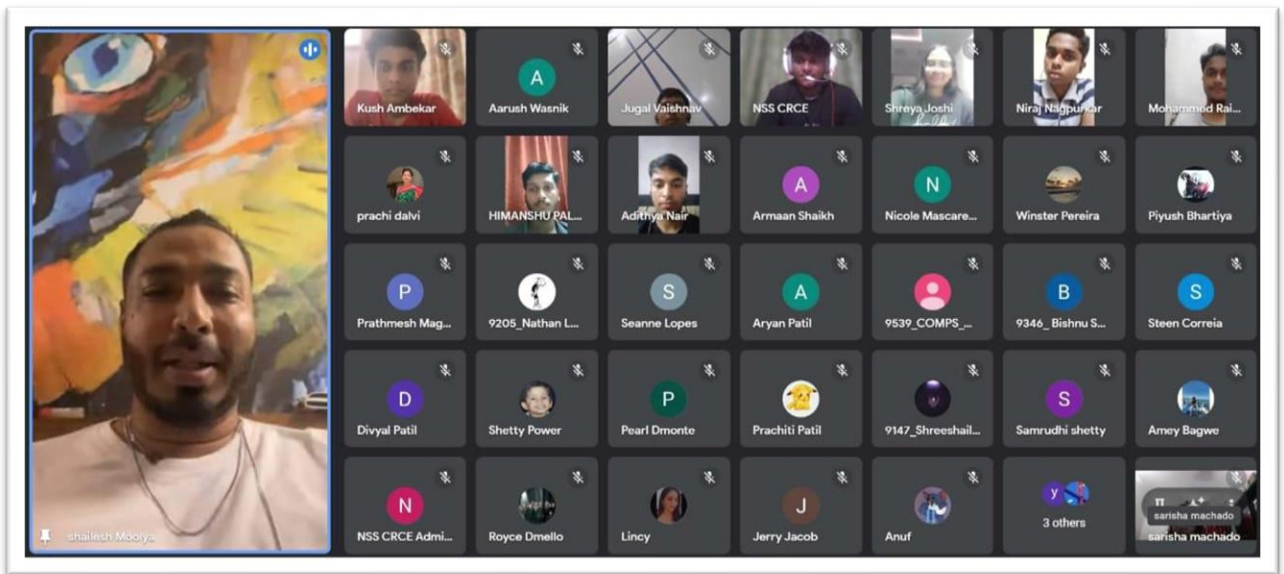 Kush Ambekar
A
Aarush Wasnik
Jugal Vaishnav
NSS CRCE
Shreya Joshi
Niraj Nagpurkar
Mohammed Rai...
prachi dalvi
HIMANSHU PAL...
Adithya Nair
A
Armaan Shaikh
N
Nicole Mascare...
Winster Pereira
Piyush Bhartiya
P
Prathmesh Mag...
9205_Nathan L...
S
Seanne Lopes
A
Aryan Patil
9539_COMPS_...
B
9346_ Bishnu S...
S
Steen Correia
D
Divyal Patil
Shetty Power
P
Pearl Dmonte
Prachiti Patil
9147_Shreeshail...
S
Samrudhi shetty
Amey Bagwe
N
NSS CRCE Admi...
Royce Dmello
Lincy
J
Jerry Jacob
Anuf
y
3 others
sarisha machado
sarisha machado
shailesh Moolya